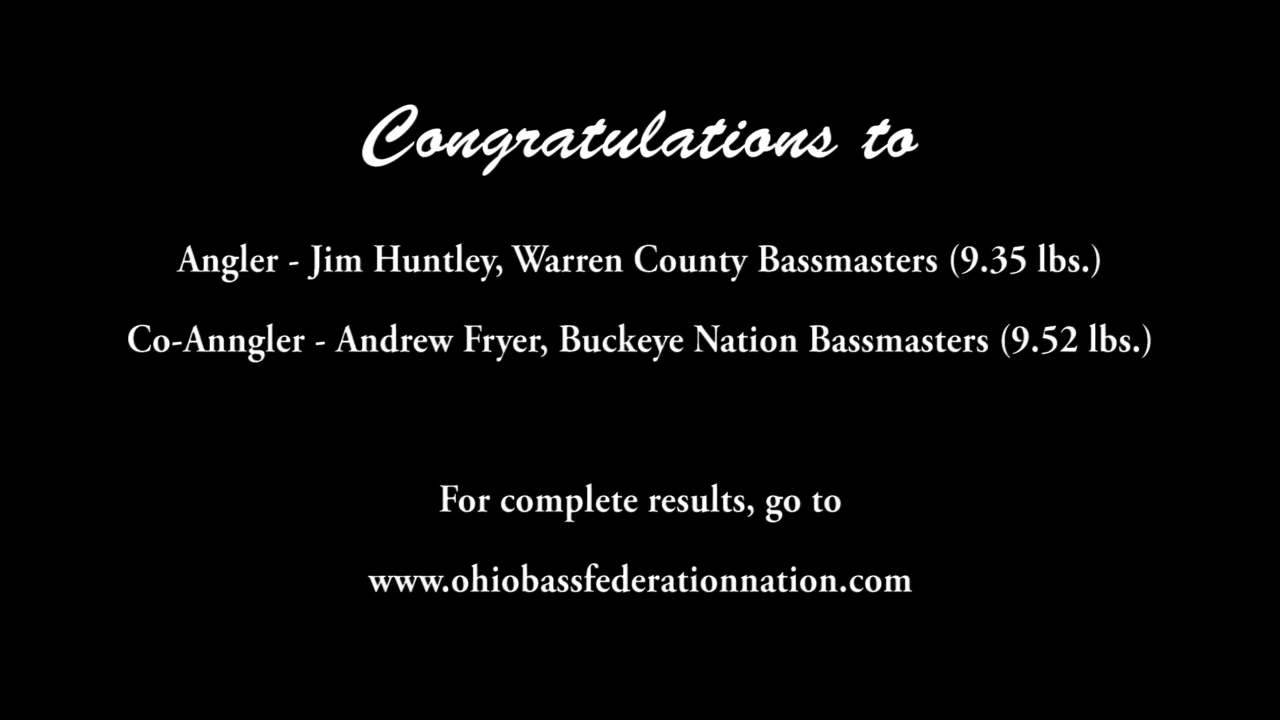 Congratulations to
Angler - Jim Huntley, Warren County Bassmasters (9.35 lbs.)
Co-Anngler - Andrew Fryer, Buckeye Nation Bassmasters (9.52 lbs.)
For complete results, go to
www.ohiobassfederationnation.com